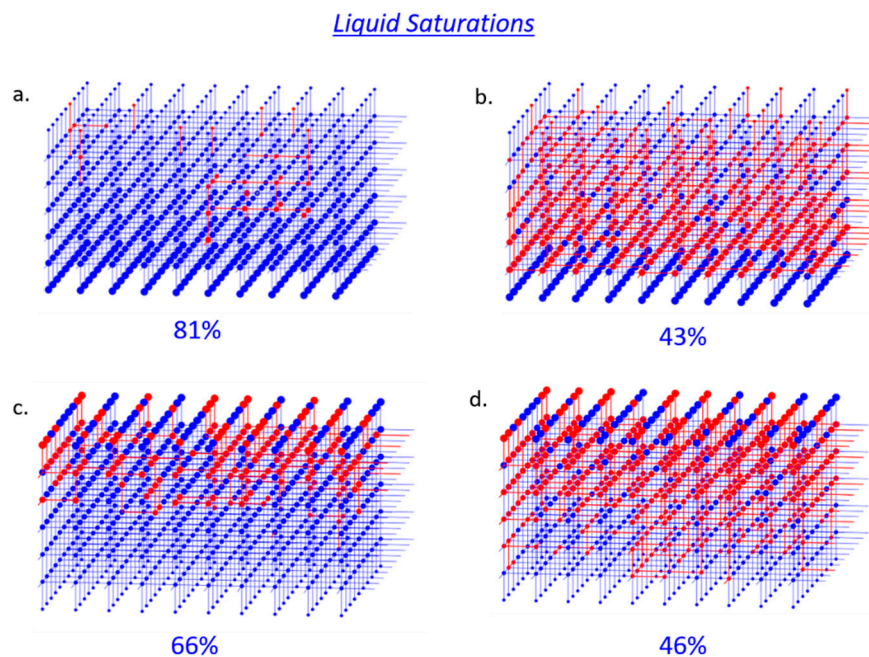 Liquid Saturations
a.
b.
81%
43%
c.
d.
66%
46%